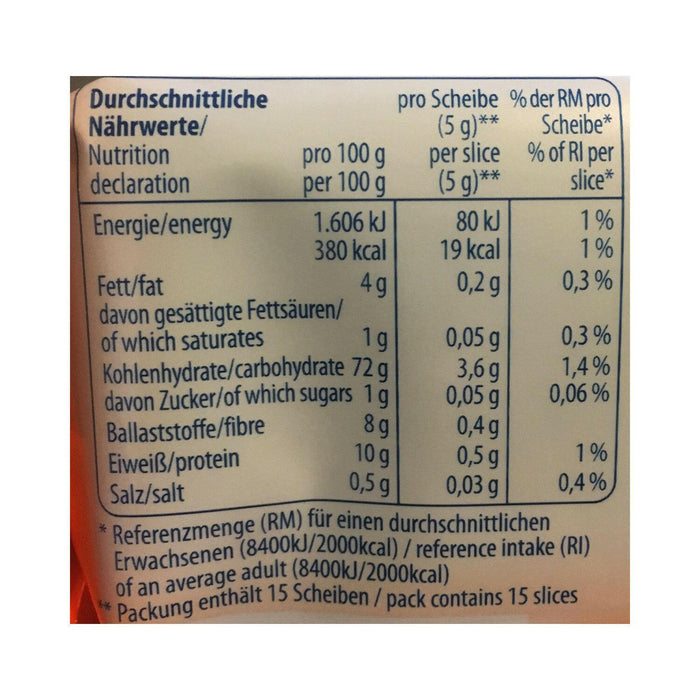 Durchschnittliche pro Scheibe % der RM pro
Nährwerte/ (5 g)** Scheibe*
Nutrition pro 100 g per slice % of RI per
declaration per 100 g (5 g)** slice*
Energie/energy 1.606 kJ 80 kJ 1 %
380 kcal 19 kcal 1 %
Fett/fat 4 g 0,2 g 0,3 %
davon gesättigte Fettsäuren/
of which saturates 1 g 0,05 g 0,3 %
Kohlenhydrate/carbohydrate 72 g 3,6 g 1,4 %
davon Zucker/of which sugars 1 g 0,05 g 0,06 %
Ballaststoffe/fibre 8 g 0,4 g
Eiweiß/protein 10 g 0,5 g 1 %
Salz/salt 0,5 g 0,03 g 0,4 %
* Referenzmenge (RM) für einen durchschnittlichen
Erwachsenen (8400kJ/2000kcal) / reference intake (RI)
of an average adult (8400kJ/2000kcal)
** Packung enthält 15 Scheiben / pack contains 15 slices